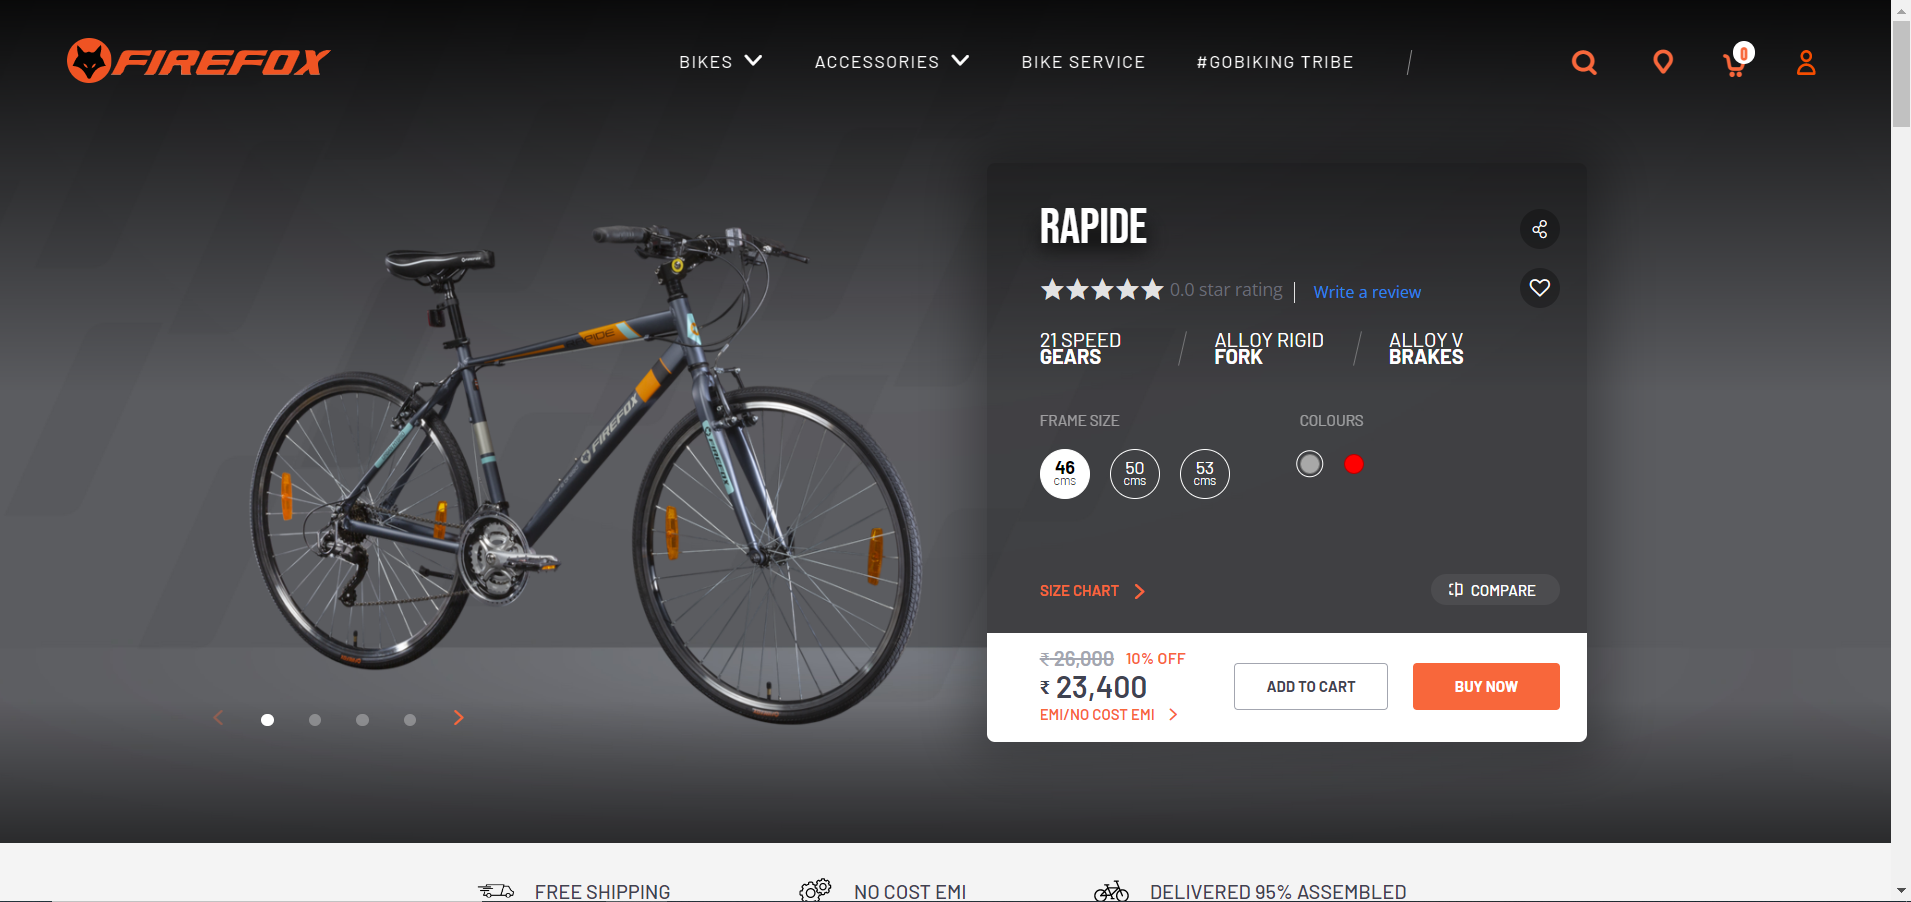 FIREFOX
BIKES
ACCESSORIES
BIKE SERVICE
#GOBIKING TRIBE
0
RAPIDE
0.0 star rating
Write a review
21 SPEED
GEARS
ALLOY RIGID
FORK
ALLOY V
BRAKES
FRAME SIZE
COLOURS
46
cms
50
cms
53
cms
SIZE CHART
COMPARE
₹ 26,000 10% OFF
₹ 23,400
EMI/NO COST EMI
ADD TO CART
BUY NOW
RAPIDE
FIREFOX
FREE SHIPPING
NO COST EMI
DELIVERED 95% ASSEMBLED